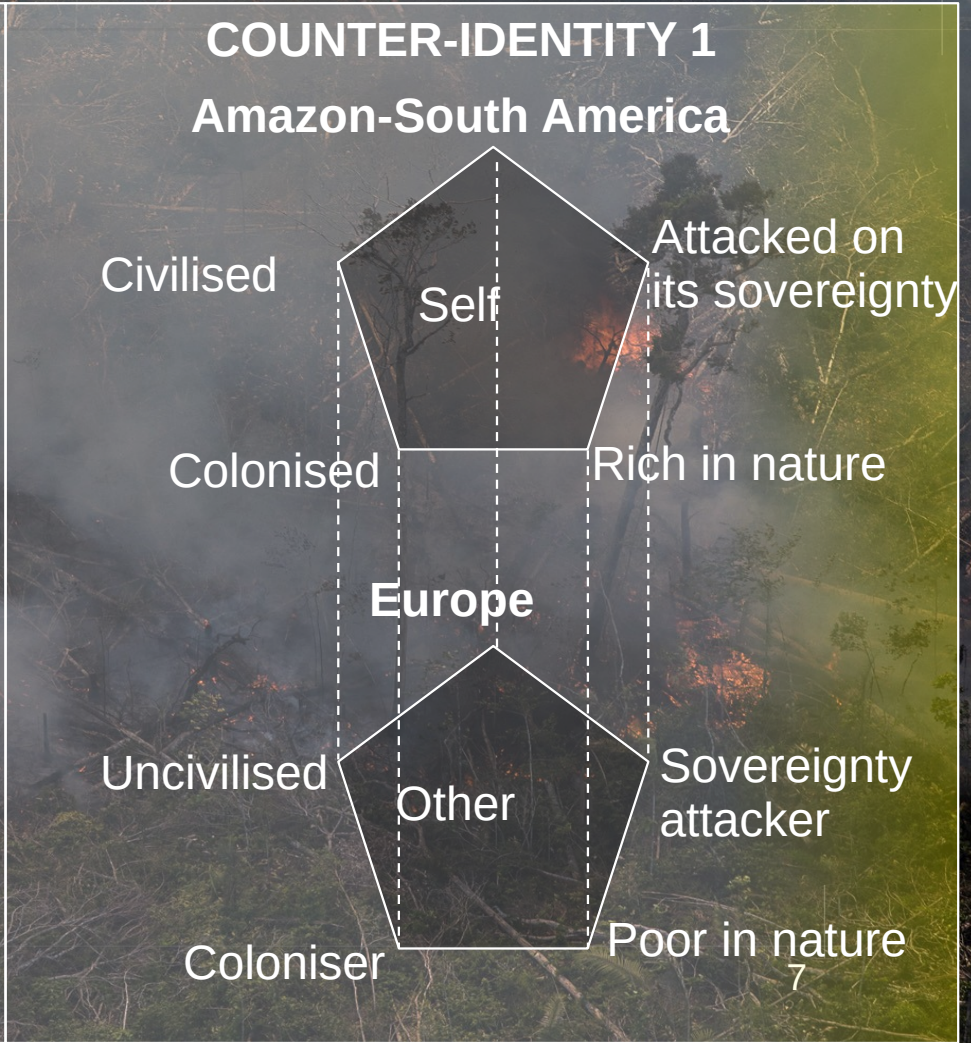 COUNTER-IDENTITY 1
Amazon-South America
Civilised
Attacked on
its sovereignty
Self
Colonised
Rich in nature
Europe
Uncivilised
Sovereignty
attacker
Other
Coloniser
Poor in nature
7